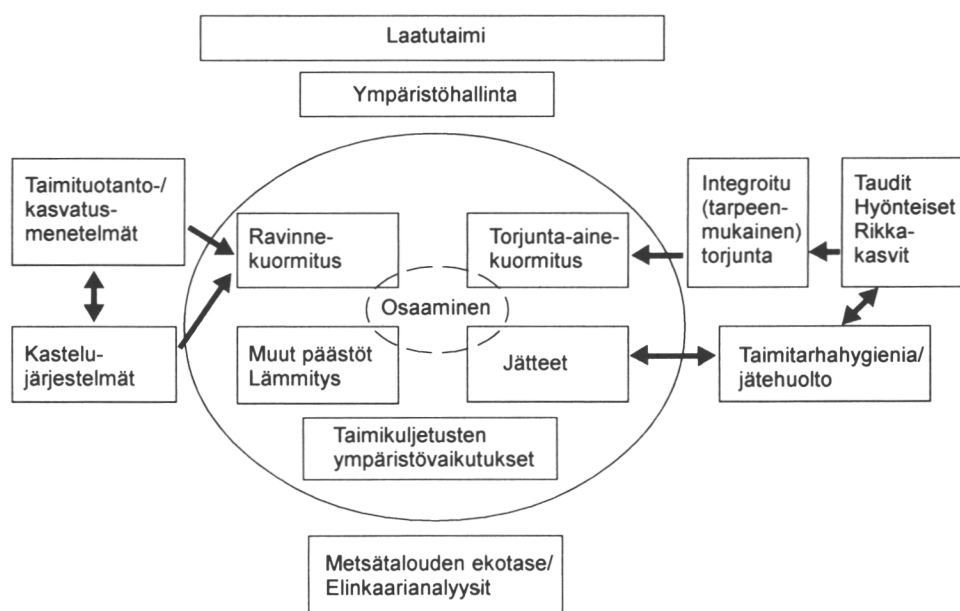 Laatutaimi
Ympäristöhallinta
Taimituotanto-/
kasvatus-
menetelmät
Kastelu-
järjestelmät
Ravinne-
kuormitus
Torjunta-aine-
kuormitus
Osaaminen
Muut päästöt
Lämmitys
Jätteet
Taimikuljetusten
ympäristövaikutukset
Integroitu
(tarpeen-
mukainen)
torjunta
Taudit
Hyönteiset
Rikka-
kasvit
Taimitarhahygienia/
jätehuolto
Metsätalouden ekotase/
Elinkaarianalyysit